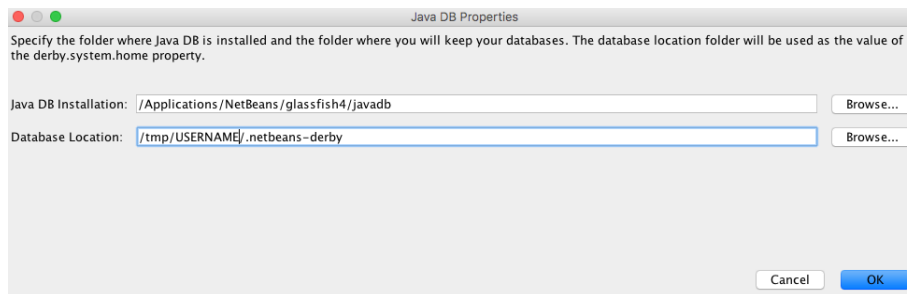 Java DB Properties
Specify the folder where Java DB is installed and the folder where you will keep your databases. The database location folder will be used as the value of
the derby.system.home property.
Java DB Installation: /Applications/NetBeans/glassfish4/javadb Browse...
Database Location: /tmp/USERNAME/.netbeans-derby Browse...
Cancel OK